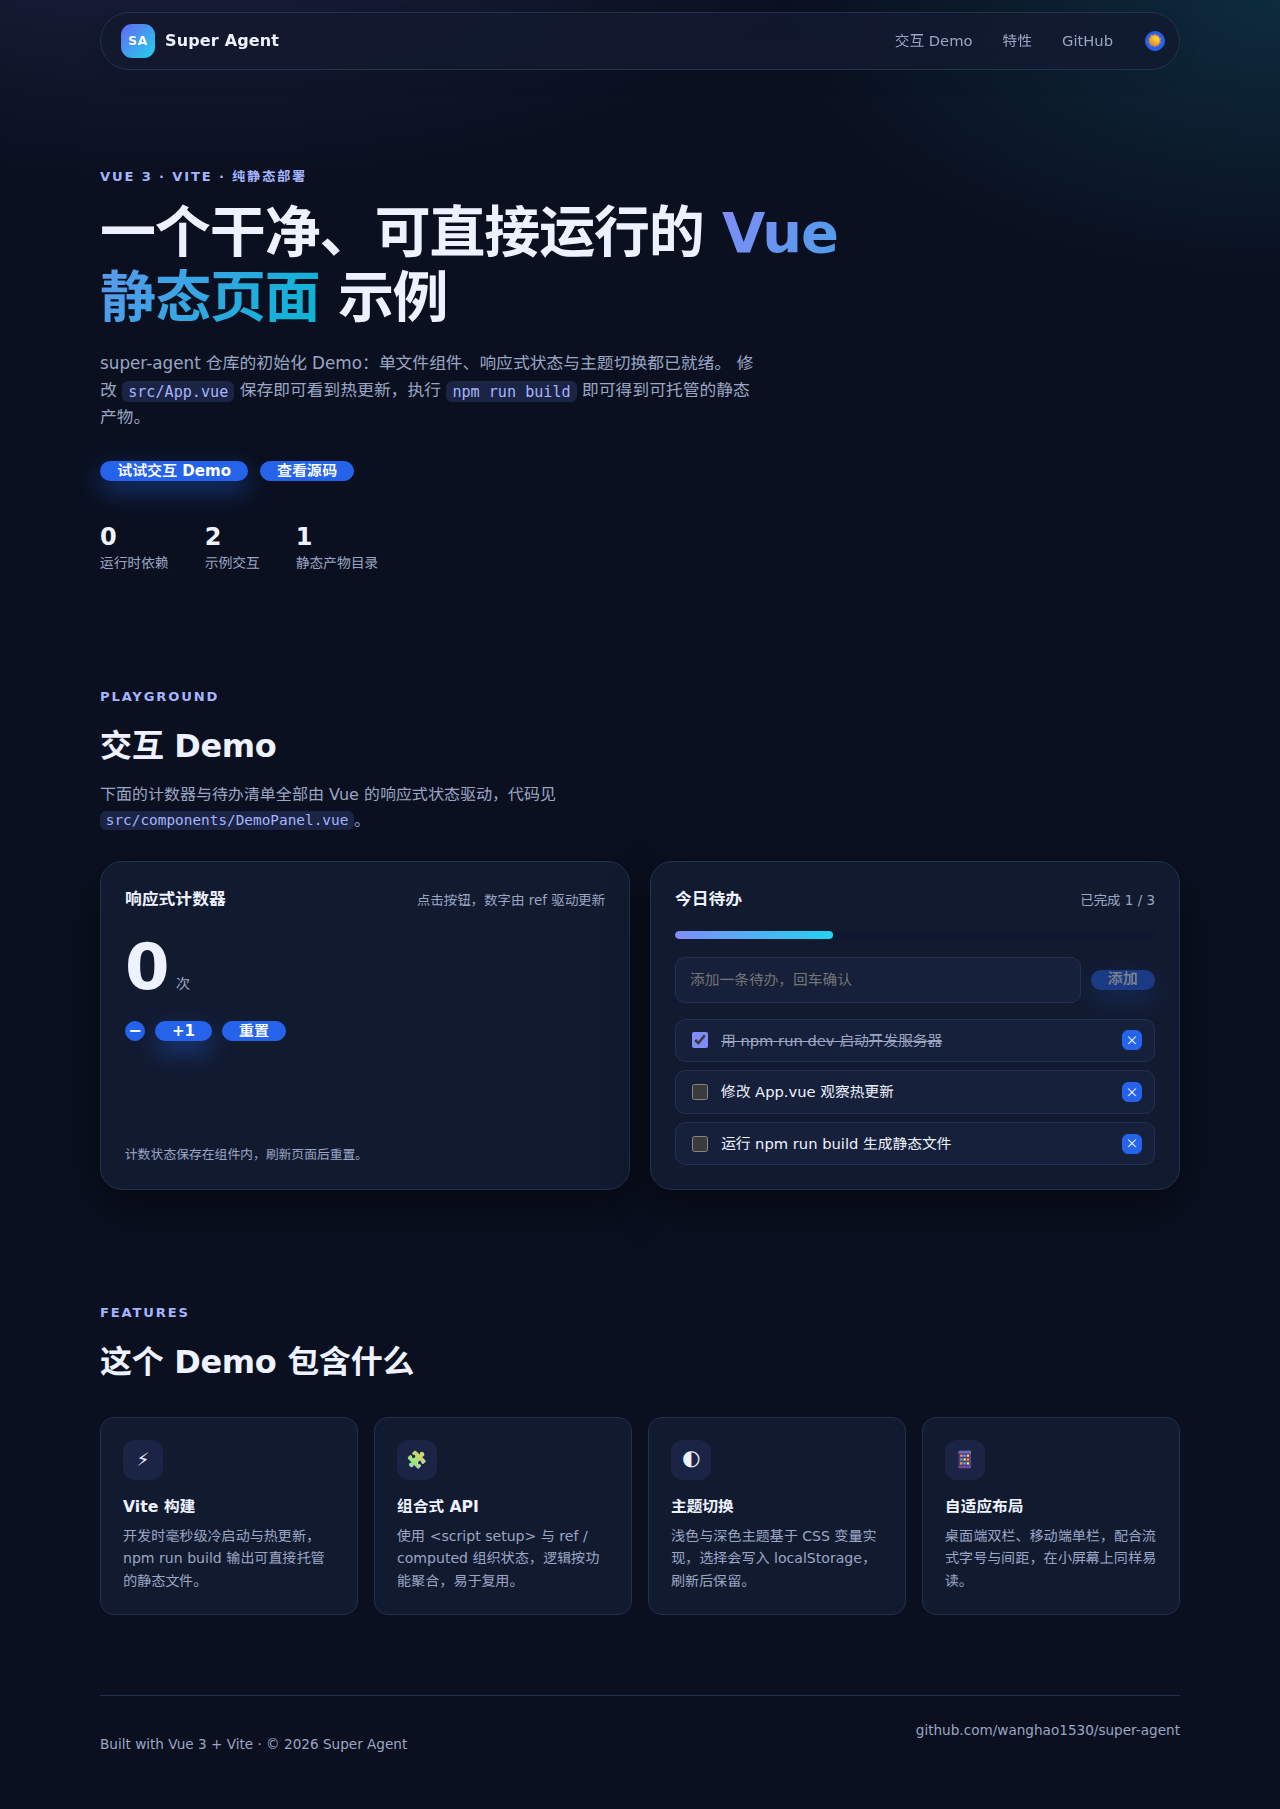 SA Super Agent 交互 Demo 特性 GitHub
VUE 3 · VITE · 纯静态部署
一个干净、可直接运行的 Vue
静态页面 示例
super-agent 仓库的初始化 Demo：单文件组件、响应式状态与主题切换都已就绪。 修
改 src/App.vue 保存即可看到热更新，执行 npm run build 即可得到可托管的静态
产物。
试试交互 Demo 查看源码
0 2 1
运行时依赖 示例交互 静态产物目录
PLAYGROUND
交互 Demo
下面的计数器与待办清单全部由 Vue 的响应式状态驱动，代码见
src/components/DemoPanel.vue。
响应式计数器 点击按钮，数字由 ref 驱动更新
0 次
− +1 重置
计数状态保存在组件内，刷新页面后重置。
今日待办 已完成 1 / 3
添加一条待办，回车确认 添加
用 npm run dev 启动开发服务器 ×
修改 App.vue 观察热更新 ×
运行 npm run build 生成静态文件 ×
FEATURES
这个 Demo 包含什么
Vite 构建
开发时毫秒级冷启动与热更新，
npm run build 输出可直接托管
的静态文件。
组合式 API
使用 <script setup> 与 ref /
computed 组织状态，逻辑按功
能聚合，易于复用。
主题切换
浅色与深色主题基于 CSS 变量实
现，选择会写入 localStorage，
刷新后保留。
自适应布局
桌面端双栏、移动端单栏，配合流
式字号与间距，在小屏幕上同样易
读。
Built with Vue 3 + Vite · © 2026 Super Agent
github.com/wanghao1530/super-agent